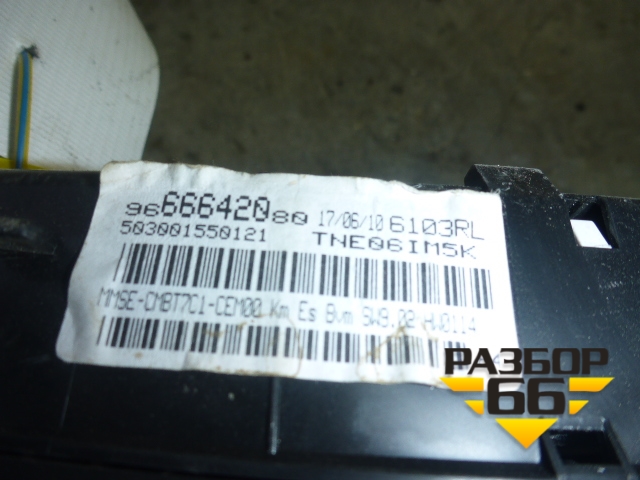 9666642080 17/06/10 6103RL
503001550121 TNE06IM5K
MMSE-CMBT7C1-CEM00 Km Es Bvm SW9.02 HW0114
РАЗБОР
66